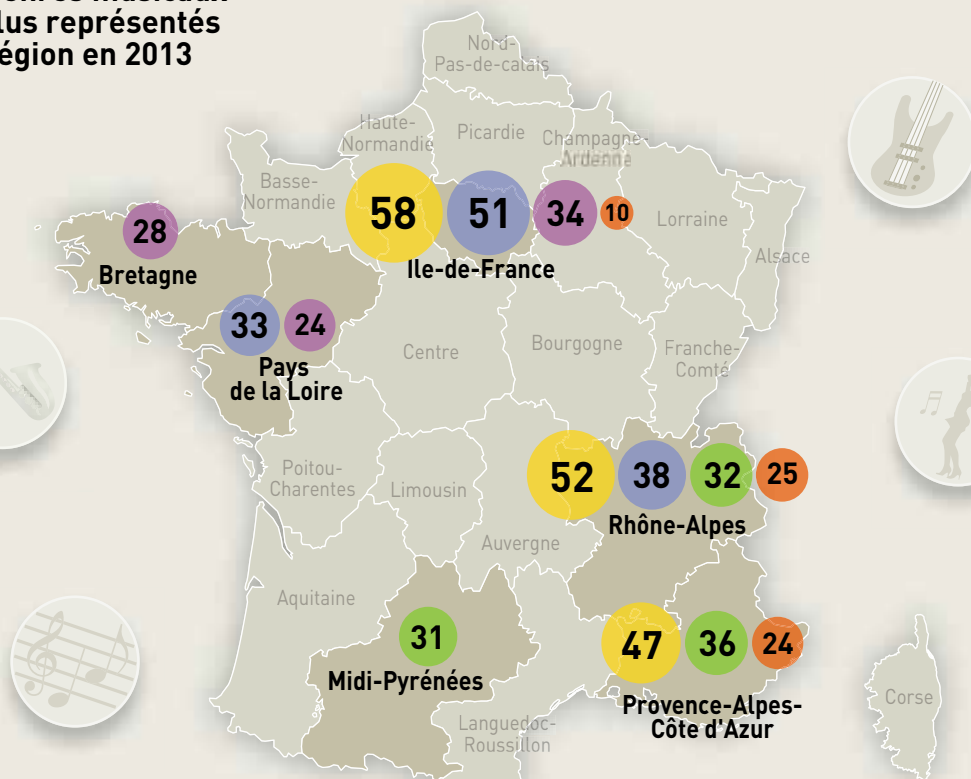 musicaux
représentés
en 2013
Nord-
Pas-de-calais
Haute-
Normandie
Picardie
Champagne-
Ardenne
Basse-
Normandie
58
51
34
10
Ile-de-France
Lorraine
Alsace
28
Bretagne
33
24
Pays
de la Loire
Centre
Bourgogne
Franche-
Comté
Poitou-
Charentes
Limousin
52
38
32
25
Rhône-Alpes
Auvergne
Aquitaine
31
Midi-Pyrénées
47
36
24
Provence-Alpes-
Côte d'Azur
Languedoc-
Roussillon
Corse